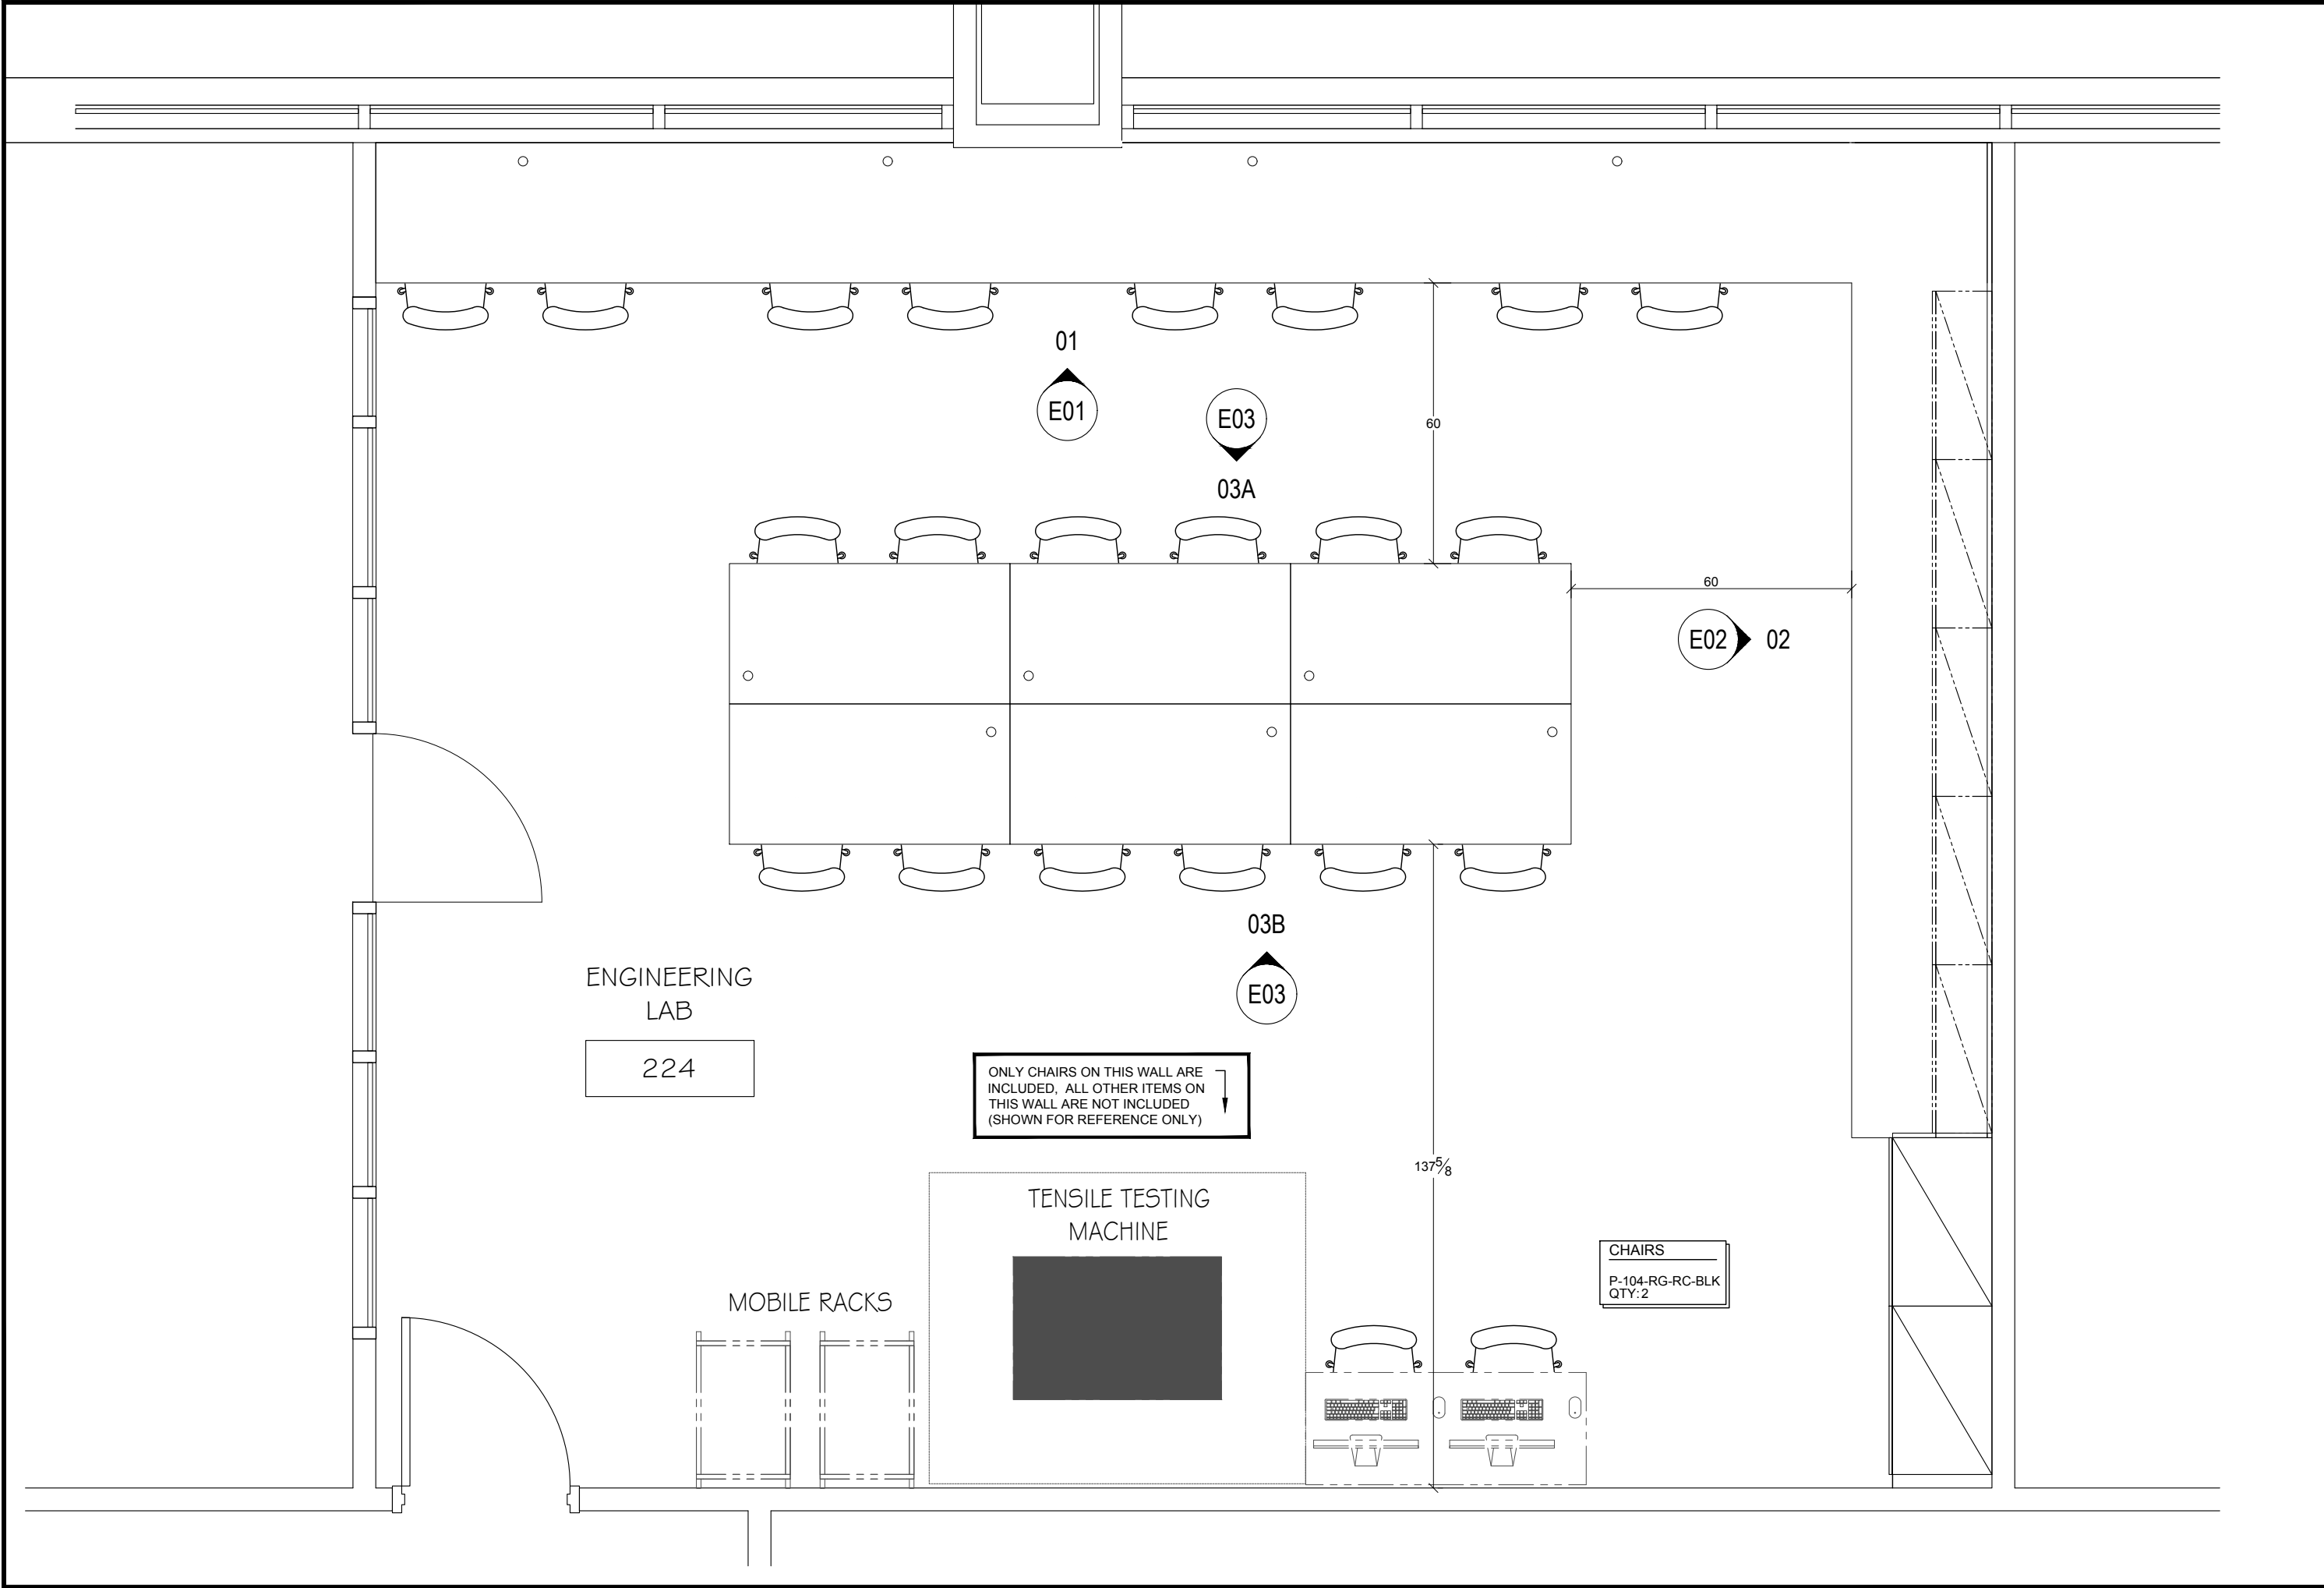 01
E01
E03
03A
60
60
E02
02
03B
E03
ENGINEERING
LAB
224
ONLY CHAIRS ON THIS WALL ARE
INCLUDED, ALL OTHER ITEMS ON
THIS WALL ARE NOT INCLUDED
(SHOWN FOR REFERENCE ONLY)
137 5/8
TENSILE TESTING
MACHINE
CHAIRS
P-104-RG-RC-BLK
QTY: 2
MOBILE RACKS